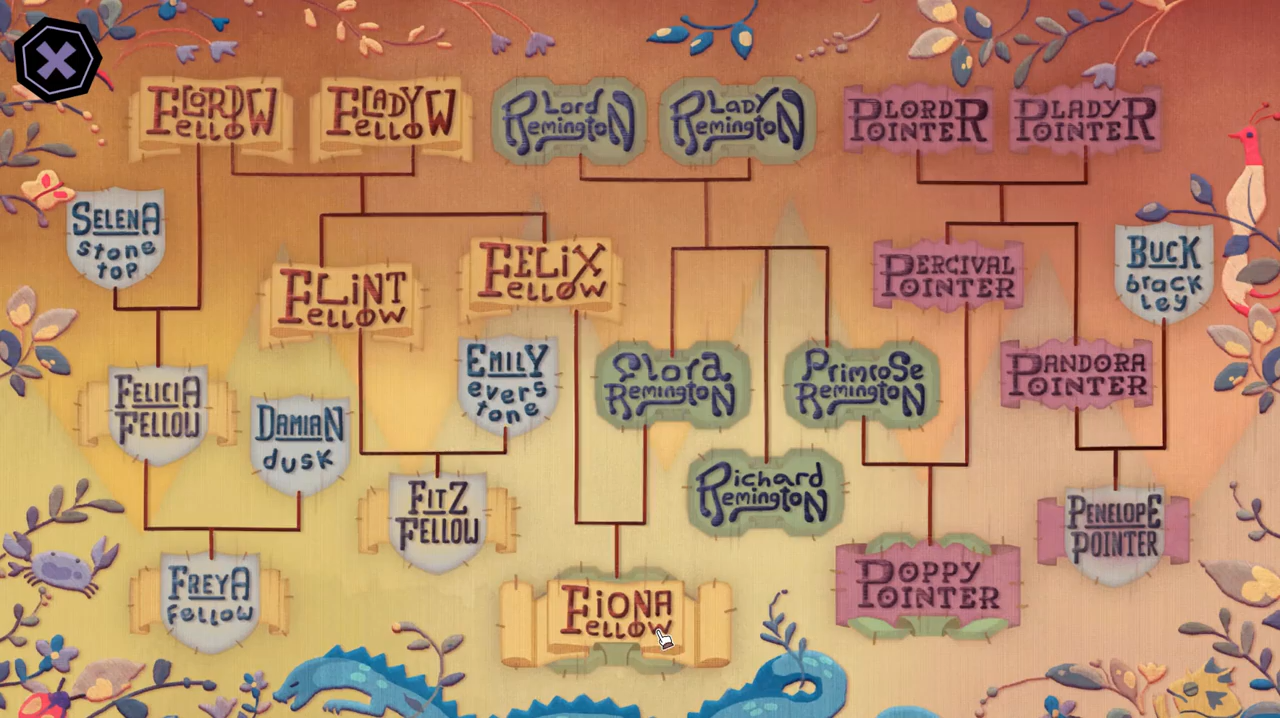 LORD
FelloW
LADY
FelloW
Lord
RemingtoN
LADY
RemingtoN
LORD
POINTER
LADY
POINTER
SELENA
stone
top
FLiNT
FelloW
FELiX
FelloW
PERCIVAL
POINTER
BUCK
brack
ley
EMILY
evers
tone
Flora
RemingtoN
PrimroSe
RemingtoN
PANDORA
POINTER
FELICIA
FELLOW
DAMIAN
dusk
Richard
RemingtoN
FITZ
FELLOW
PENELOPE
POINTER
FREYA
Fellow
FiONA
Fellow
POPPY
POINTER